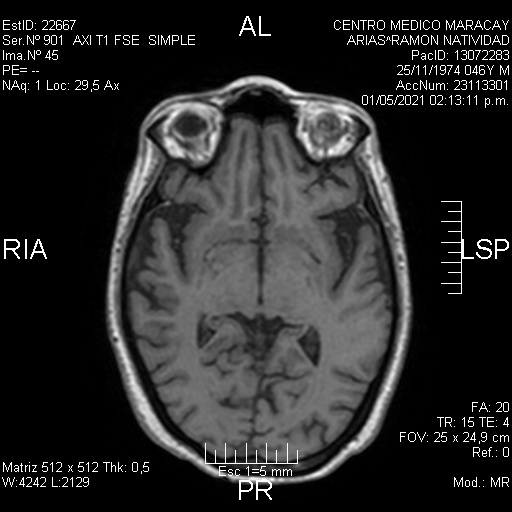 EstID: 22667
Ser.Nº 901 AXI T1 FSE SIMPLE
Ima.Nº 45
PE= --
NAq: 1 Loc: 29,5 Ax
AL
CENTRO MEDICO MARACAY
ARIAS^RAMON NATIVIDAD
PacID: 13072283
25/11/1974 046Y M
AccNum: 23113301
01/05/2021 02:13:11 p.m.
RIA
LSP
FA: 20
TR: 15 TE: 4
FOV: 25 x 24,9 cm
Ref.: 0
Mod.: MR
Matriz 512 x 512 Thk: 0,5
W:4242 L:2129
Esc 1=5 mm
PR